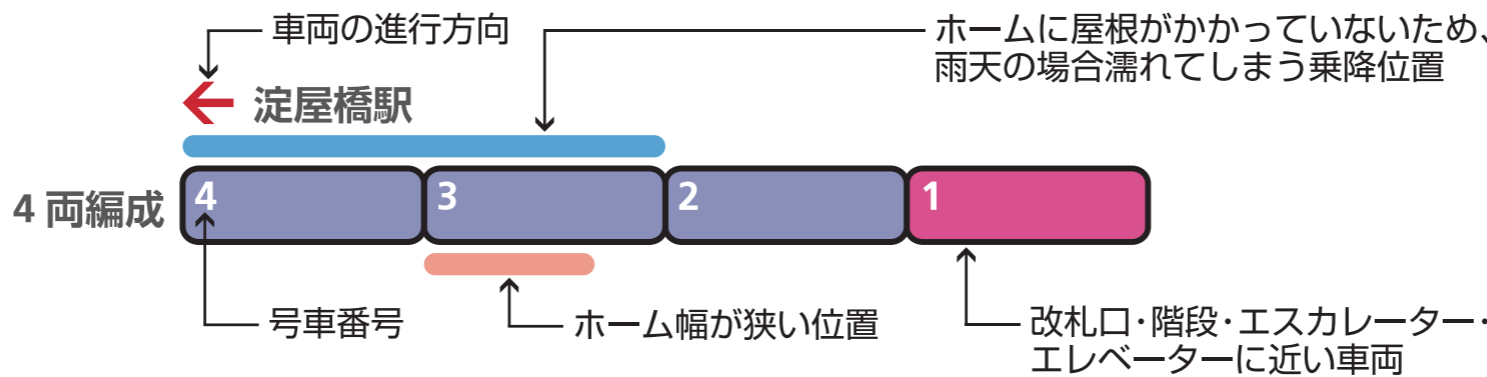 車両の進行方向
ホームに屋根がかかっていないため、
雨天の場合濡れてしまう乗降位置
淀屋橋駅
4 両編成
4
3
2
1
号車番号
ホーム幅が狭い位置
改札口・階段・エスカレーター・
エレベーターに近い車両